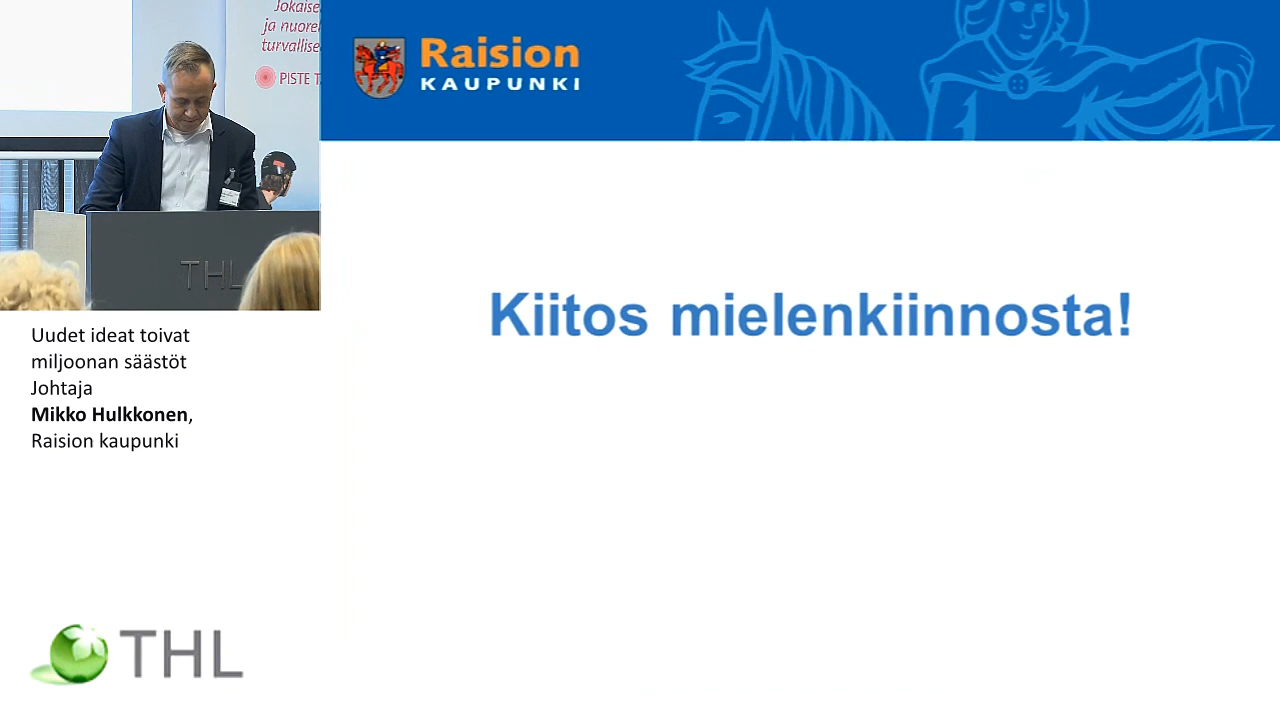 Jokaise
ja nuore
turvallise
PISTE T
THL
Raision
KAUPUNKI
Kiitos mielenkiinnosta!
Uudet ideat toivat
miljoonan säästöt
Johtaja
Mikko Hulkkonen,
Raision kaupunki
THL